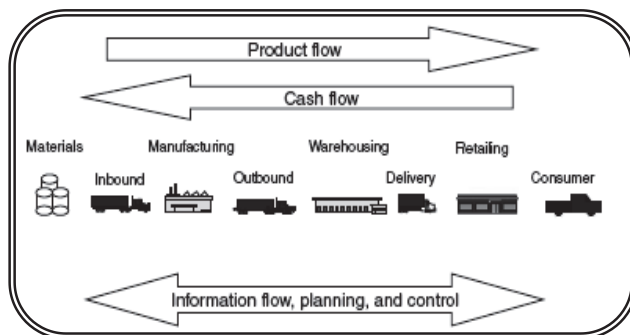 Product flow
Cash flow
Materials Manufacturing Warehousing Retailing
Inbound Outbound Delivery Consumer
Information flow, planning, and control